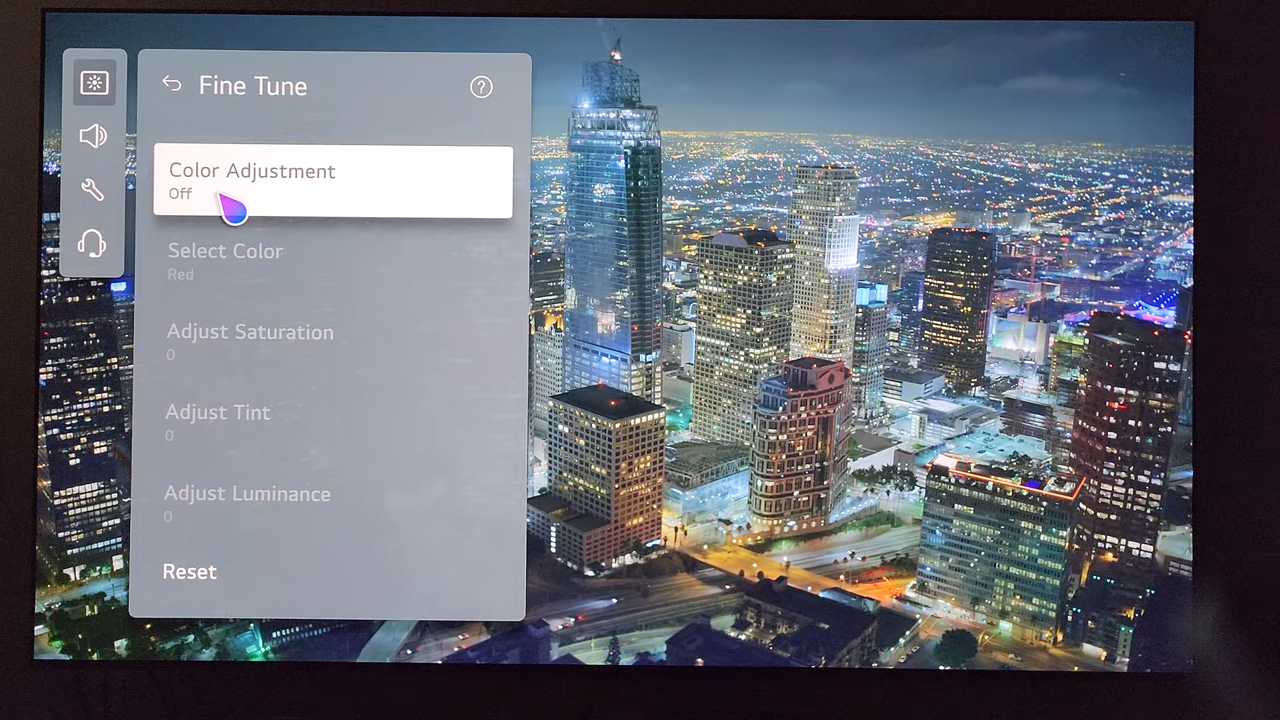 Fine Tune
?
Color Adjustment
Off
Select Color
Red
Adjust Saturation
0
Adjust Tint
0
Adjust Luminance
0
Reset